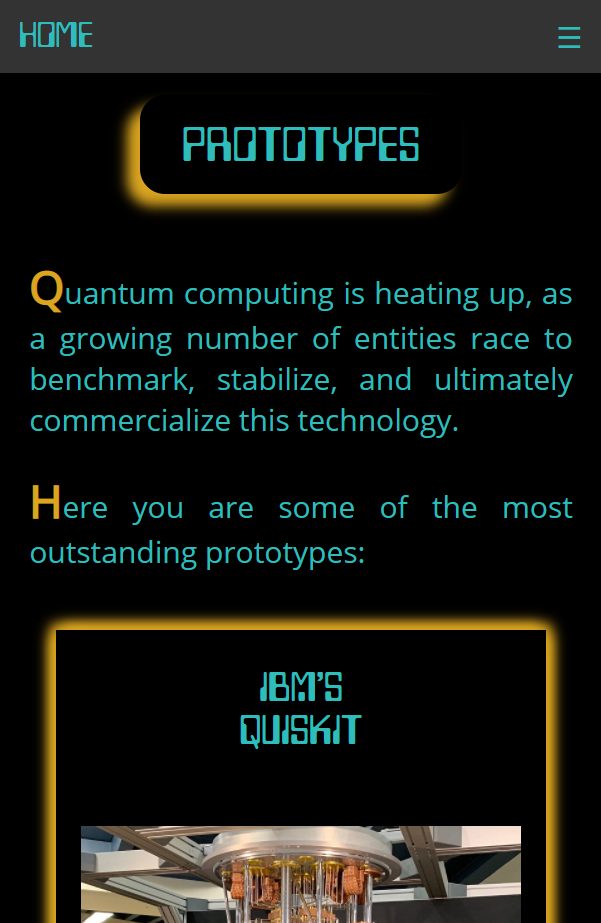 HOME ☰
PROTOTYPES
Quantum computing is heating up, as
a growing number of entities race to
benchmark, stabilize, and ultimately
commercialize this technology.
Here you are some of the most
outstanding prototypes:
IBM'S
QUISKIT